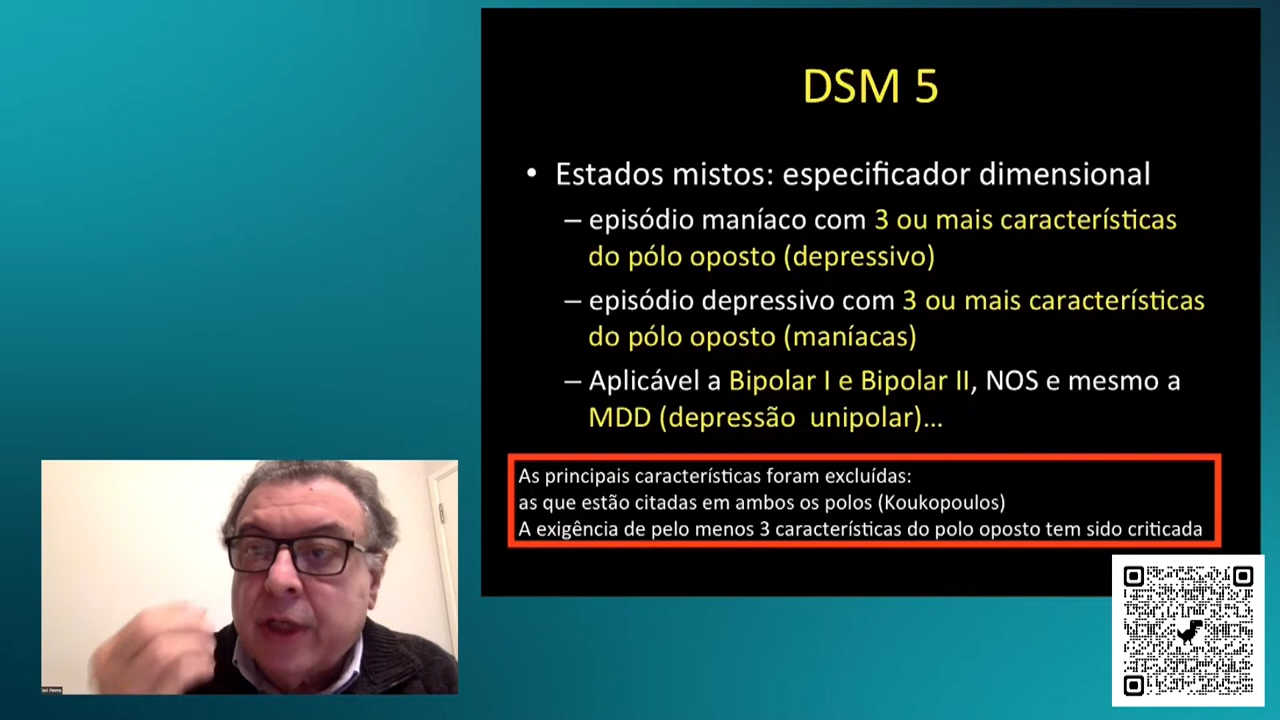 DSM 5
• Estados mistos: especificador dimensional
– episódio maníaco com 3 ou mais características
do pólo oposto (depressivo)
– episódio depressivo com 3 ou mais características
do pólo oposto (maníacas)
– Aplicável a Bipolar I e Bipolar II, NOS e mesmo a
MDD (depressão unipolar)...
As principais características foram excluídas:
as que estão citadas em ambos os polos (Koukopoulos)
A exigência de pelo menos 3 características do polo oposto tem sido criticada